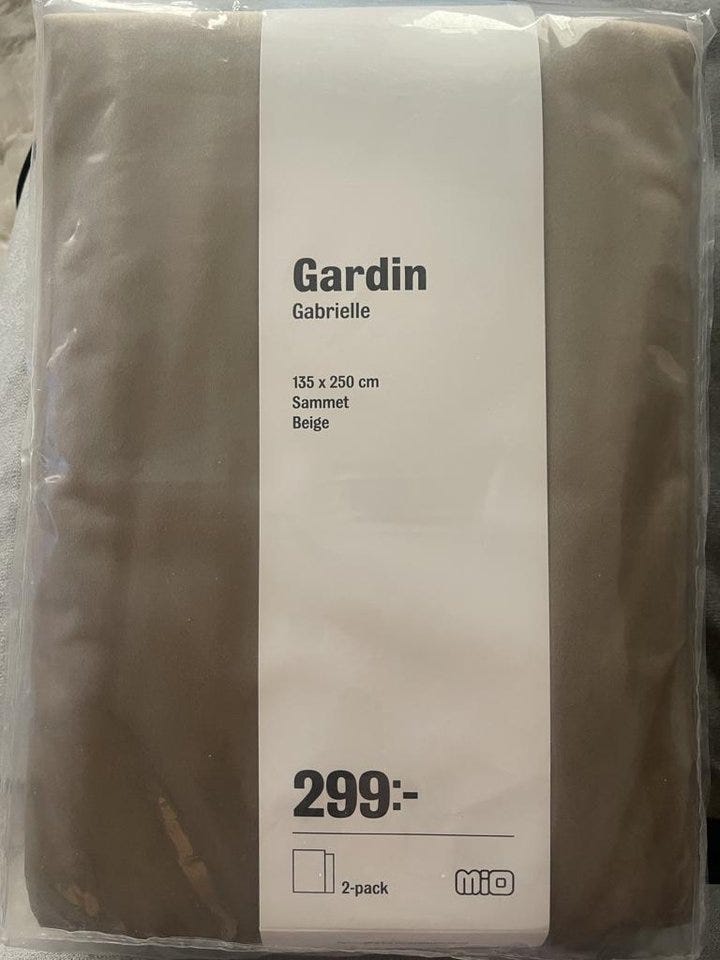 Gardin
Gabrielle
135 x 250 cm
Sammet
Beige
299:-
2-pack
MiO